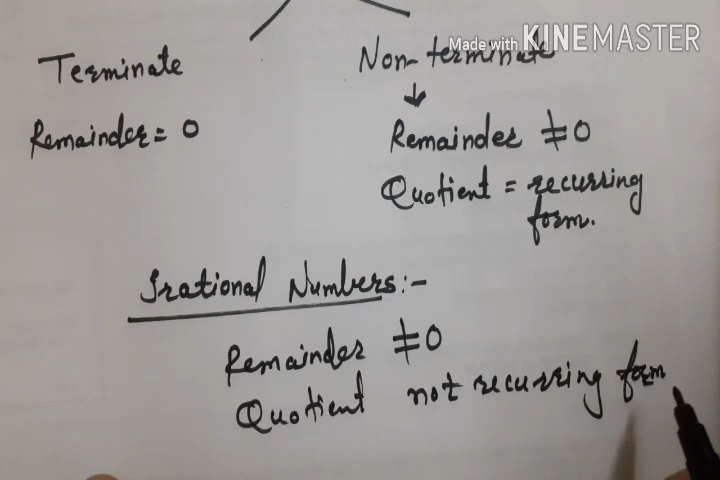 Made with KINEMASTER
Terminate
Non-terminate
Remainder = 0
Remainder ≠ 0
Quotient = recurring
form.
Irational Numbers:-
Remainder ≠ 0
Quotient not recurring form